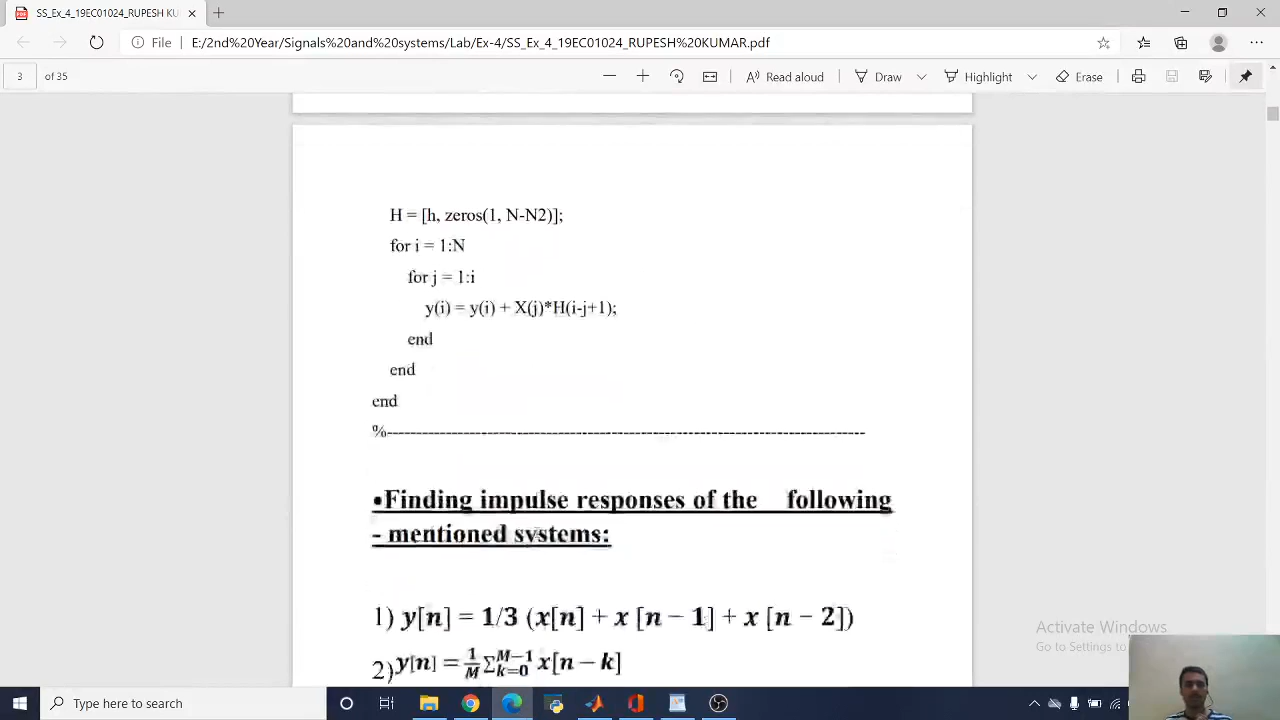 SS_Ex_4_19EC01024_RUPESH KU
File E:/2nd%20Year/Signals%20and%20systems/Lab/Ex-4/SS_Ex_4_19EC01024_RUPESH%20KUMAR.pdf
3 of 35 Read aloud Draw Highlight Erase
H = [h, zeros(1, N-N2)];
for i = 1:N
for j = 1:i
y(i) = y(i) + X(j)*H(i-j+1);
end
end
end
%--------------------------------------------------------------------------------
•Finding impulse responses of the following
- mentioned systems:
1) y[n] = 1/3 (x[n] + x [n − 1] + x [n − 2])
2) y[n] = 1/M ∑_{k=0}^{M−1} x[n − k]
Activate Windows
Go to Settings to
Type here to search